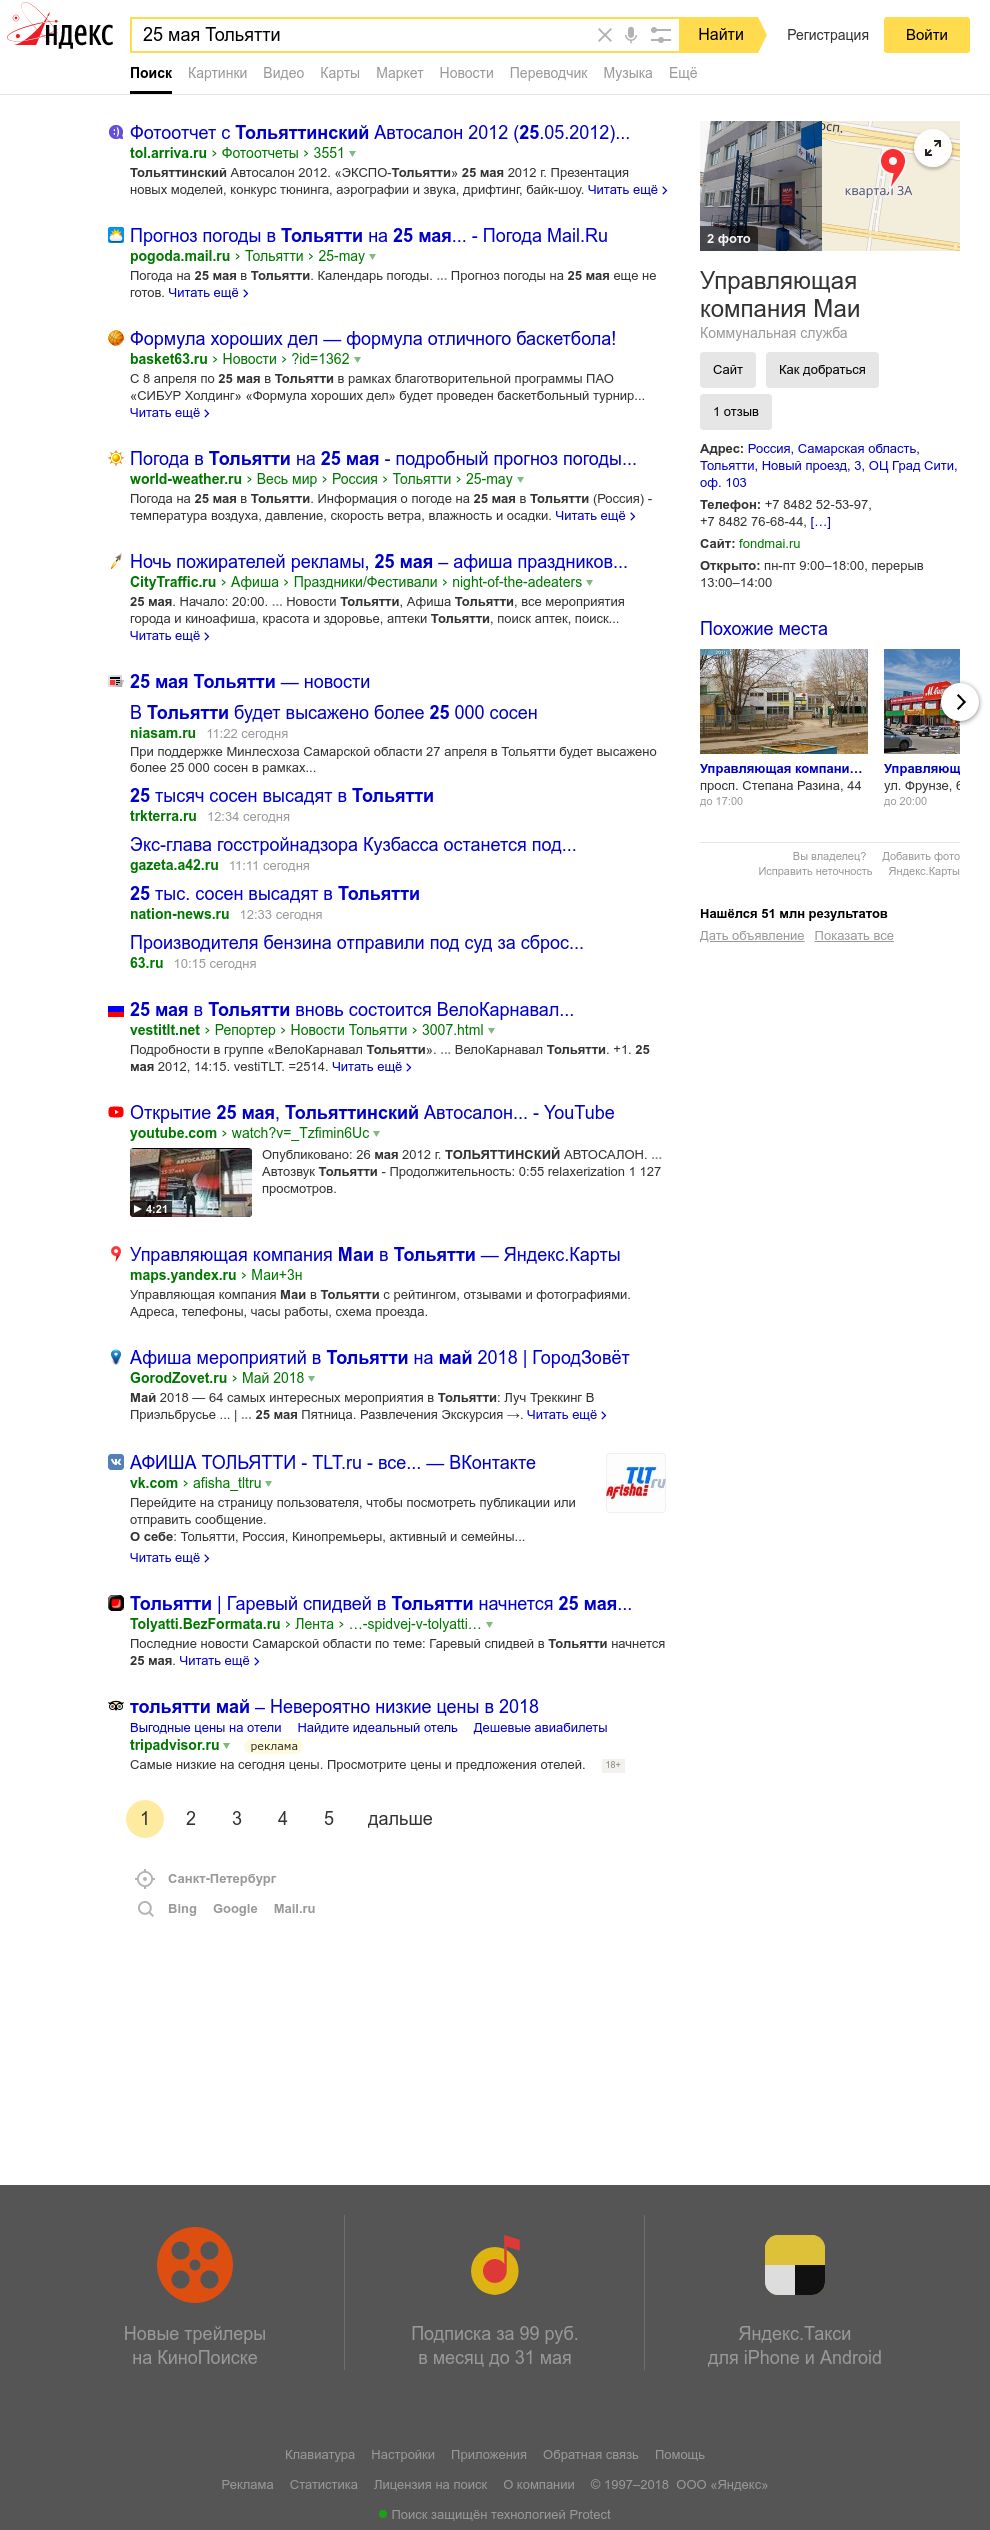 Яндекс
25 мая Тольятти
Найти
Регистрация
Войти
Поиск Картинки Видео Карты Маркет Новости Переводчик Музыка Ещё
Фотоотчет с Тольяттинский Автосалон 2012 (25.05.2012)...
tol.arriva.ru › Фотоотчеты › 3551
Тольяттинский Автосалон 2012. «ЭКСПО-Тольятти» 25 мая 2012 г. Презентация
новых моделей, конкурс тюнинга, аэрографии и звука, дрифтинг, байк-шоу. Читать ещё ›
Прогноз погоды в Тольятти на 25 мая... - Погода Mail.Ru
pogoda.mail.ru › Тольятти › 25-may
Погода на 25 мая в Тольятти. Календарь погоды. ... Прогноз погоды на 25 мая еще не
готов. Читать ещё ›
Формула хороших дел — формула отличного баскетбола!
basket63.ru › Новости › ?id=1362
С 8 апреля по 25 мая в Тольятти в рамках благотворительной программы ПАО
«СИБУР Холдинг» «Формула хороших дел» будет проведен баскетбольный турнир...
Читать ещё ›
Погода в Тольятти на 25 мая - подробный прогноз погоды...
world-weather.ru › Весь мир › Россия › Тольятти › 25-may
Погода на 25 мая в Тольятти. Информация о погоде на 25 мая в Тольятти (Россия) -
температура воздуха, давление, скорость ветра, влажность и осадки. Читать ещё ›
Ночь пожирателей рекламы, 25 мая – афиша праздников...
CityTraffic.ru › Афиша › Праздники/Фестивали › night-of-the-adeaters
25 мая. Начало: 20:00. ... Новости Тольятти, Афиша Тольятти, все мероприятия
города и киноафиша, красота и здоровье, аптеки Тольятти, поиск аптек, поиск...
Читать ещё ›
25 мая Тольятти — новости
В Тольятти будет высажено более 25 000 сосен
niasam.ru 11:22 сегодня
При поддержке Минлесхоза Самарской области 27 апреля в Тольятти будет высажено
более 25 000 сосен в рамках...
25 тысяч сосен высадят в Тольятти
trkterra.ru 12:34 сегодня
Экс-глава госстройнадзора Кузбасса останется под...
gazeta.a42.ru 11:11 сегодня
25 тыс. сосен высадят в Тольятти
nation-news.ru 12:33 сегодня
Производителя бензина отправили под суд за сброс...
63.ru 10:15 сегодня
25 мая в Тольятти вновь состоится ВелоКарнавал...
vestitlt.net › Репортер › Новости Тольятти › 3007.html
Подробности в группе «ВелоКарнавал Тольятти». ... ВелоКарнавал Тольятти. +1. 25
мая 2012, 14:15. vestiTLT. =2514. Читать ещё ›
Открытие 25 мая, Тольяттинский Автосалон... - YouTube
youtube.com › watch?v=_Tzfimin6Uc
4:21
Опубликовано: 26 мая 2012 г. ТОЛЬЯТТИНСКИЙ АВТОСАЛОН. ...
Автозвук Тольятти - Продолжительность: 0:55 relaxerization 1 127
просмотров.
Управляющая компания Маи в Тольятти — Яндекс.Карты
maps.yandex.ru › Маи+3н
Управляющая компания Маи в Тольятти с рейтингом, отзывами и фотографиями.
Адреса, телефоны, часы работы, схема проезда.
Афиша мероприятий в Тольятти на май 2018 | ГородЗовёт
GorodZovet.ru › Май 2018
Май 2018 — 64 самых интересных мероприятия в Тольятти: Луч Треккинг В
Приэльбрусье ... | ... 25 мая Пятница. Развлечения Экскурсия →. Читать ещё ›
АФИША ТОЛЬЯТТИ - TLT.ru - все... — ВКонтакте
vk.com › afisha_tltru
Перейдите на страницу пользователя, чтобы посмотреть публикации или
отправить сообщение.
О себе: Тольятти, Россия, Кинопремьеры, активный и семейны...
Читать ещё ›
TLT
afisha.ru
Тольятти | Гаревый спидвей в Тольятти начнется 25 мая...
Tolyatti.BezFormata.ru › Лента › …-spidvej-v-tolyatti…
Последние новости Самарской области по теме: Гаревый спидвей в Тольятти начнется
25 мая. Читать ещё ›
тольятти май – Невероятно низкие цены в 2018
Выгодные цены на отели Найдите идеальный отель Дешевые авиабилеты
tripadvisor.ru реклама
Самые низкие на сегодня цены. Просмотрите цены и предложения отелей. 18+
1 2 3 4 5 дальше
Санкт-Петербург
Bing Google Mail.ru
осп.
квартал 3А
2 фото
Управляющая
компания Маи
Коммунальная служба
Сайт
Как добраться
1 отзыв
Адрес: Россия, Самарская область,
Тольятти, Новый проезд, 3, ОЦ Град Сити,
оф. 103
Телефон: +7 8482 52-53-97,
+7 8482 76-68-44, […]
Сайт: fondmai.ru
Открыто: пн-пт 9:00–18:00, перерыв
13:00–14:00
Похожие места
Управляющая компани… Управляющ
просп. Степана Разина, 44 ул. Фрунзе, 6
до 17:00 до 20:00
Вы владелец? Добавить фото
Исправить неточность Яндекс.Карты
Нашёлся 51 млн результатов
Дать объявление Показать все
Новые трейлеры
на КиноПоиске
Подписка за 99 руб.
в месяц до 31 мая
Яндекс.Такси
для iPhone и Android
Клавиатура Настройки Приложения Обратная связь Помощь
Реклама Статистика Лицензия на поиск О компании © 1997–2018 ООО «Яндекс»
Поиск защищён технологией Protect